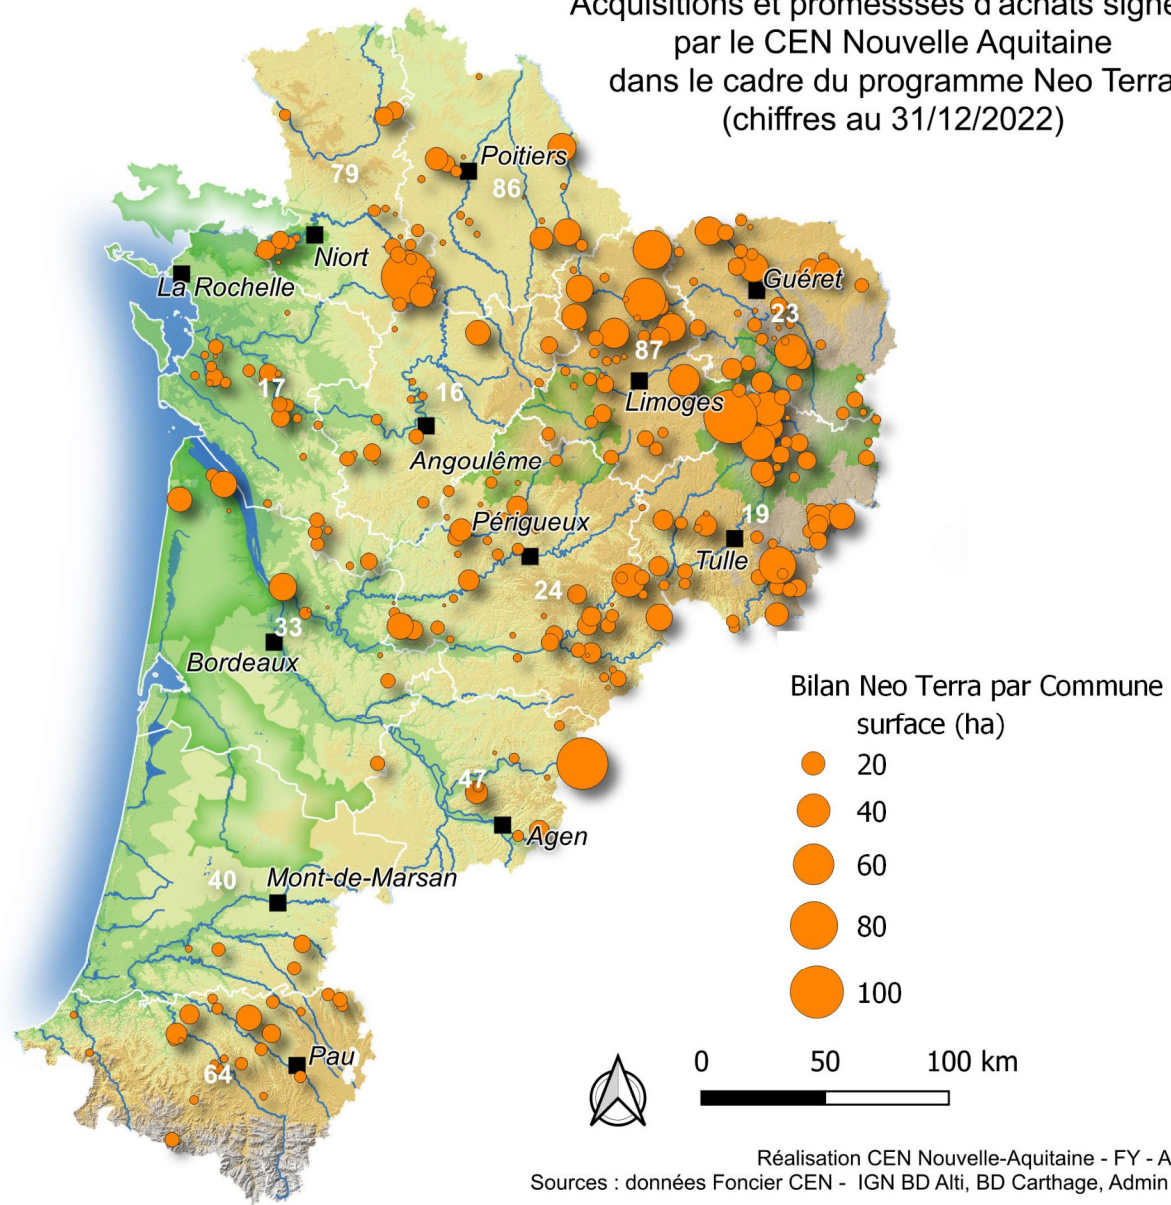 Acquisitions et promessses d'achats signé
par le CEN Nouvelle Aquitaine
dans le cadre du programme Neo Terra
(chiffres au 31/12/2022)
Poitiers
79
86
Niort
La Rochelle
Guéret
23
87
17
16
Limoges
Angoulême
Périgueux
19
Tulle
24
33
Bordeaux
Bilan Neo Terra par Commune
surface (ha)
20
40
60
80
100
47
Agen
40
Mont-de-Marsan
Pau
64
0 50 100 km
Réalisation CEN Nouvelle-Aquitaine - FY - A
Sources : données Foncier CEN - IGN BD Alti, BD Carthage, Admin